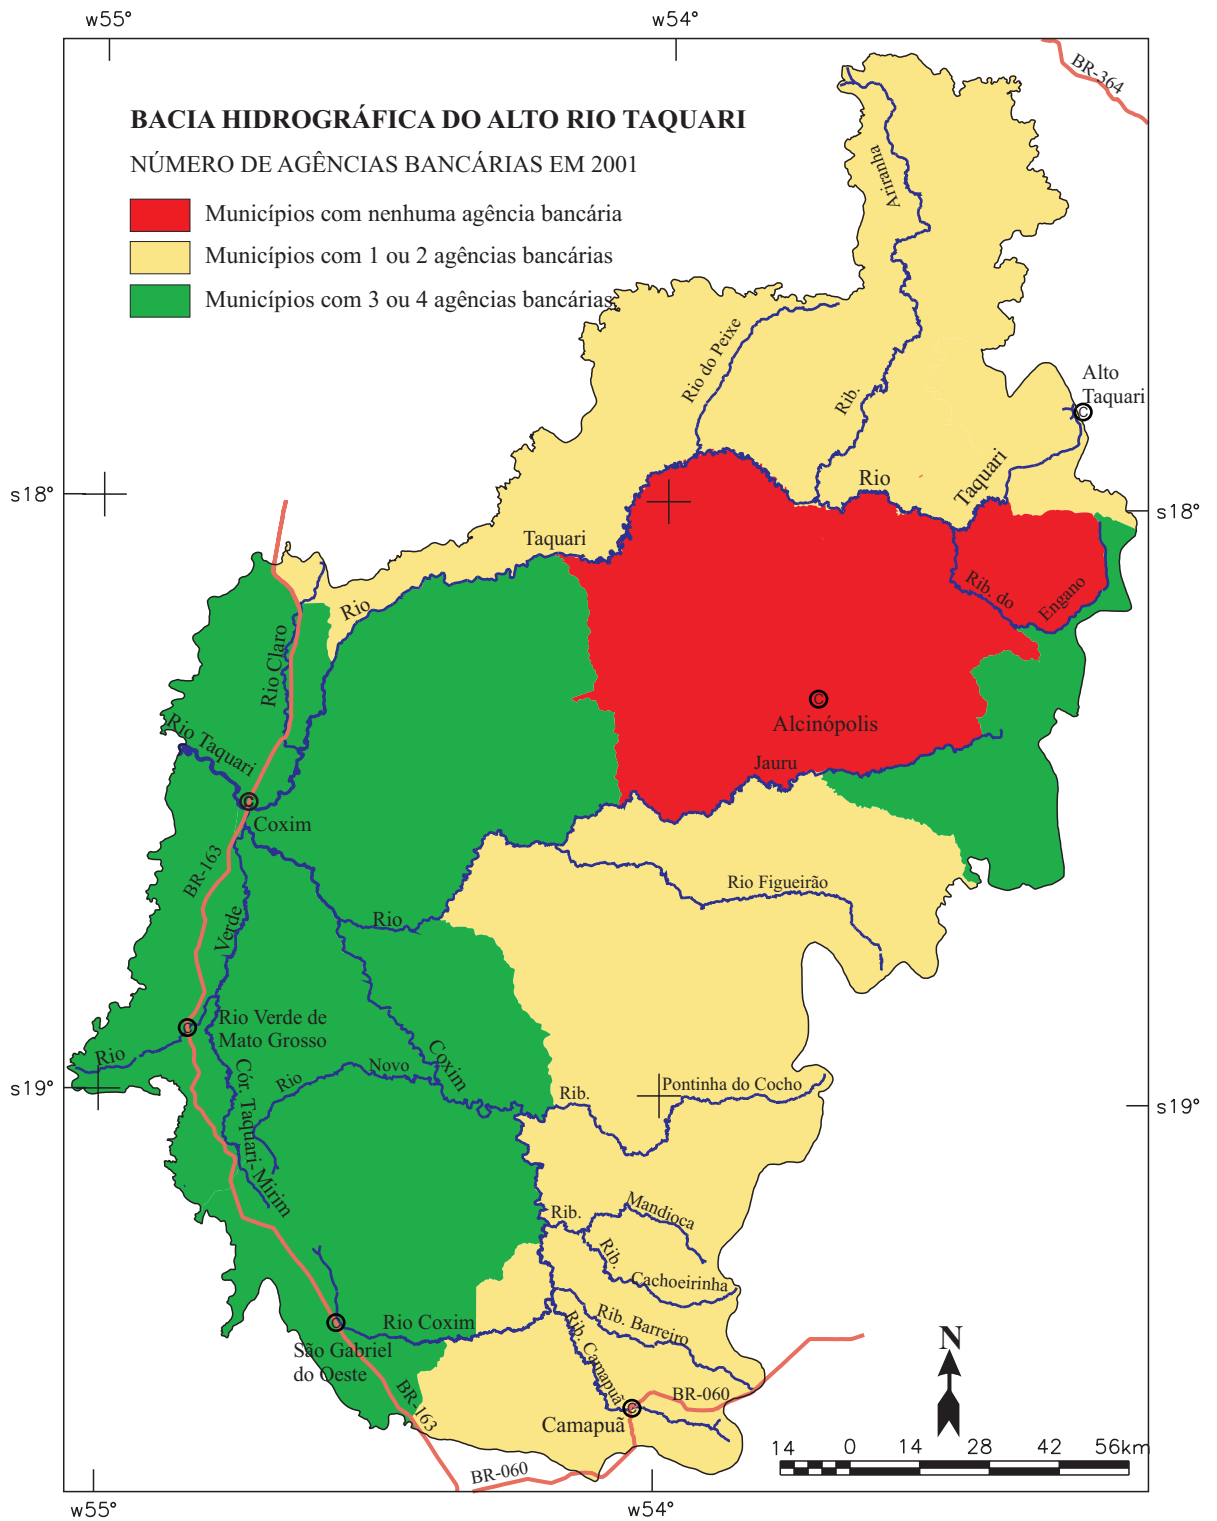 w55°
w54°
BR-364
BACIA HIDROGRÁFICA DO ALTO RIO TAQUARI
NÚMERO DE AGÊNCIAS BANCÁRIAS EM 2001
Municípios com nenhuma agência bancária
Municípios com 1 ou 2 agências bancárias
Municípios com 3 ou 4 agências bancárias
Ariranha
Rio do Peixe
Rib.
Alto
Taquari
C
Rio
Taquari
s18°
s18°
Taquari
Rio
Rib. do
Engano
Rio Claro
C
Alcinópolis
Rio Taquari
Jauru
C
Coxim
BR-163
Rio Figueirão
Verde
Rio
C
Rio Verde de
Mato Grosso
Rio
Coxim
Novo
Rio
Cór. Taquari-Mirim
s19°
Rib.
Pontinha do Cocho
s19°
Rib.
Mandioca
Rib.
Cachoeirinha
Rio Coxim
Rib. Barreiro
Rib. Camapuã
C
São Gabriel
do Oeste
BR-163
C
Camapuã
BR-060
BR-060
N
14 0 14 28 42 56km
w55°
w54°